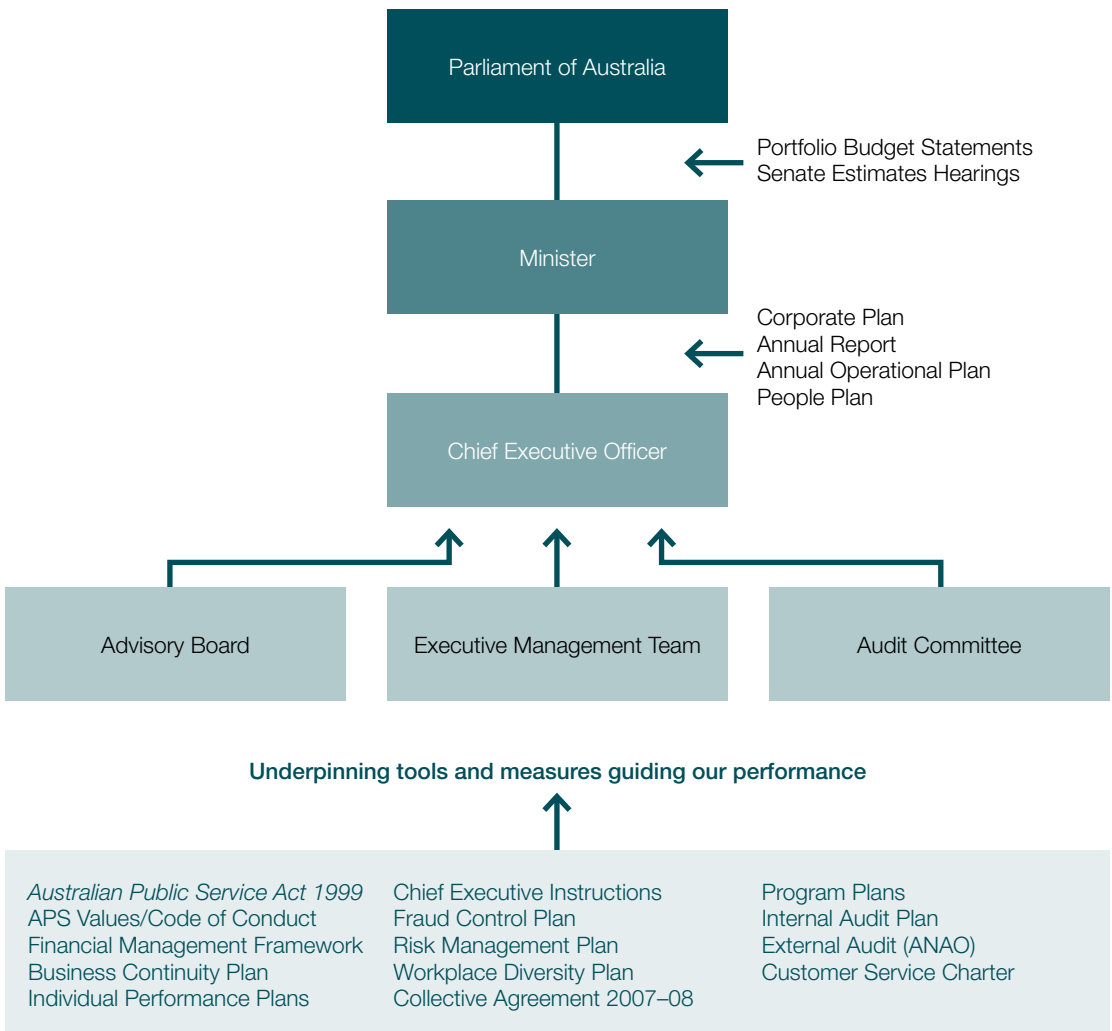 Parliament of Australia
Portfolio Budget Statements
Senate Estimates Hearings
Minister
Corporate Plan
Annual Report
Annual Operational Plan
People Plan
Chief Executive Officer
Advisory Board
Executive Management Team
Audit Committee
Underpinning tools and measures guiding our performance
Australian Public Service Act 1999
APS Values/Code of Conduct
Financial Management Framework
Business Continuity Plan
Individual Performance Plans
Chief Executive Instructions
Fraud Control Plan
Risk Management Plan
Workplace Diversity Plan
Collective Agreement 2007–08
Program Plans
Internal Audit Plan
External Audit (ANAO)
Customer Service Charter